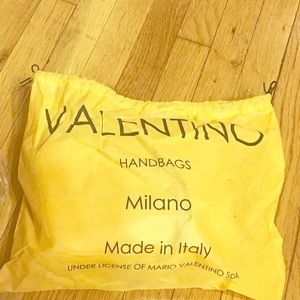 VALENTINO
HANDBAGS
Milano
Made in Italy
UNDER LICENSE OF MARIO VALENTINO SpA